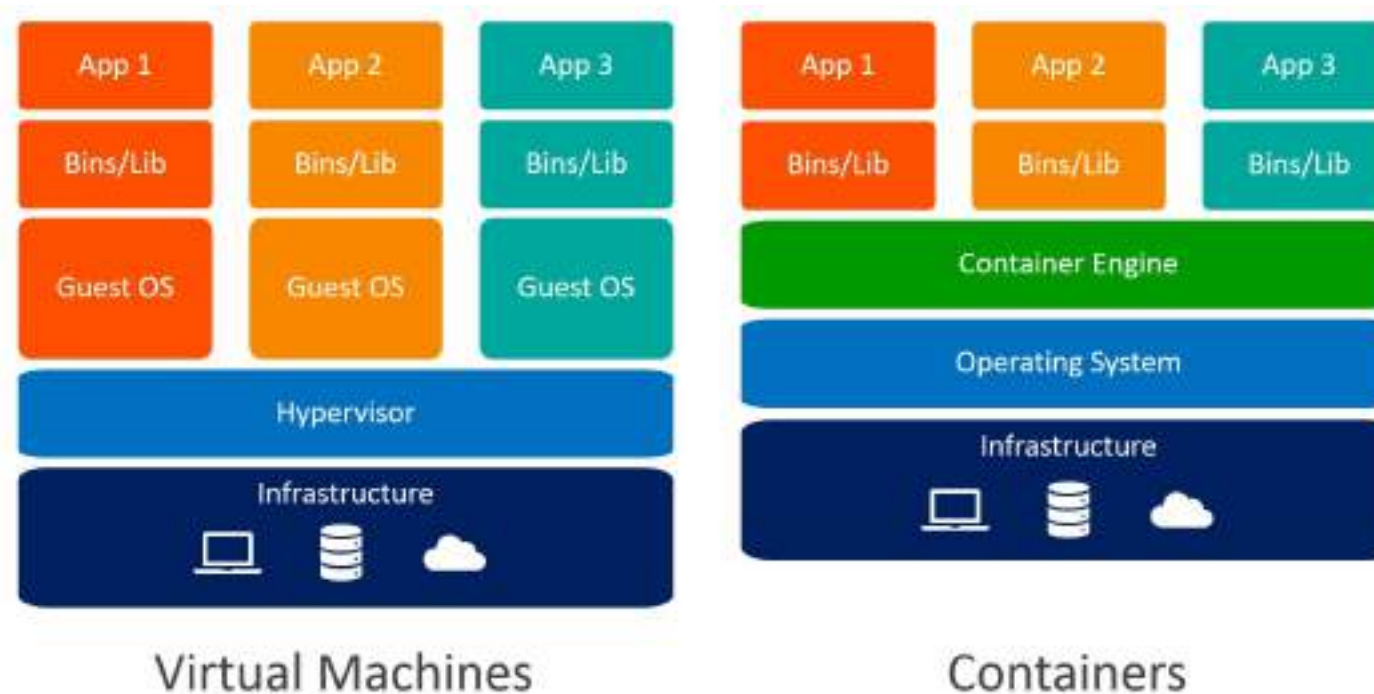 App 1
App 2
App 3
Bins/Lib
Bins/Lib
Bins/Lib
Guest OS
Guest OS
Guest OS
Hypervisor
Infrastructure
Virtual Machines
App 1
App 2
App 3
Bins/Lib
Bins/Lib
Bins/Lib
Container Engine
Operating System
Infrastructure
Containers